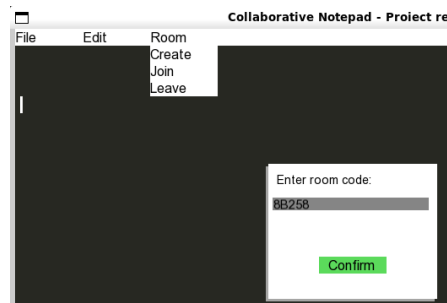 Collaborative Notepad - Proiect re
File Edit Room
Create
Join
Leave
Enter room code:
8B258
Confirm